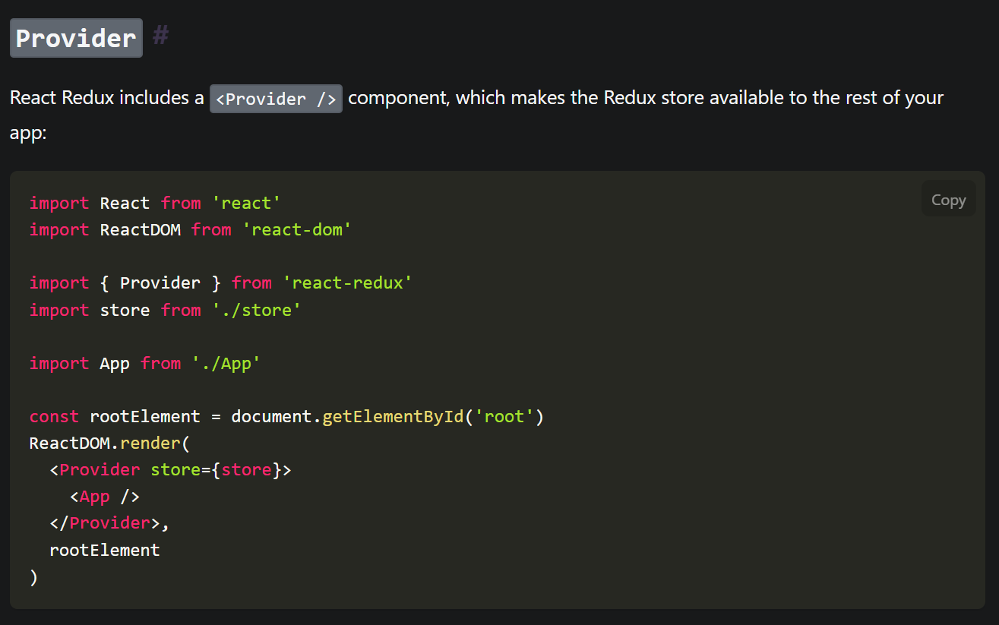 Provider #
React Redux includes a <Provider /> component, which makes the Redux store available to the rest of your
app:
Copy
import React from 'react'
import ReactDOM from 'react-dom'

import { Provider } from 'react-redux'
import store from './store'

import App from './App'

const rootElement = document.getElementById('root')
ReactDOM.render(
  <Provider store={store}>
    <App />
  </Provider>,
  rootElement
)